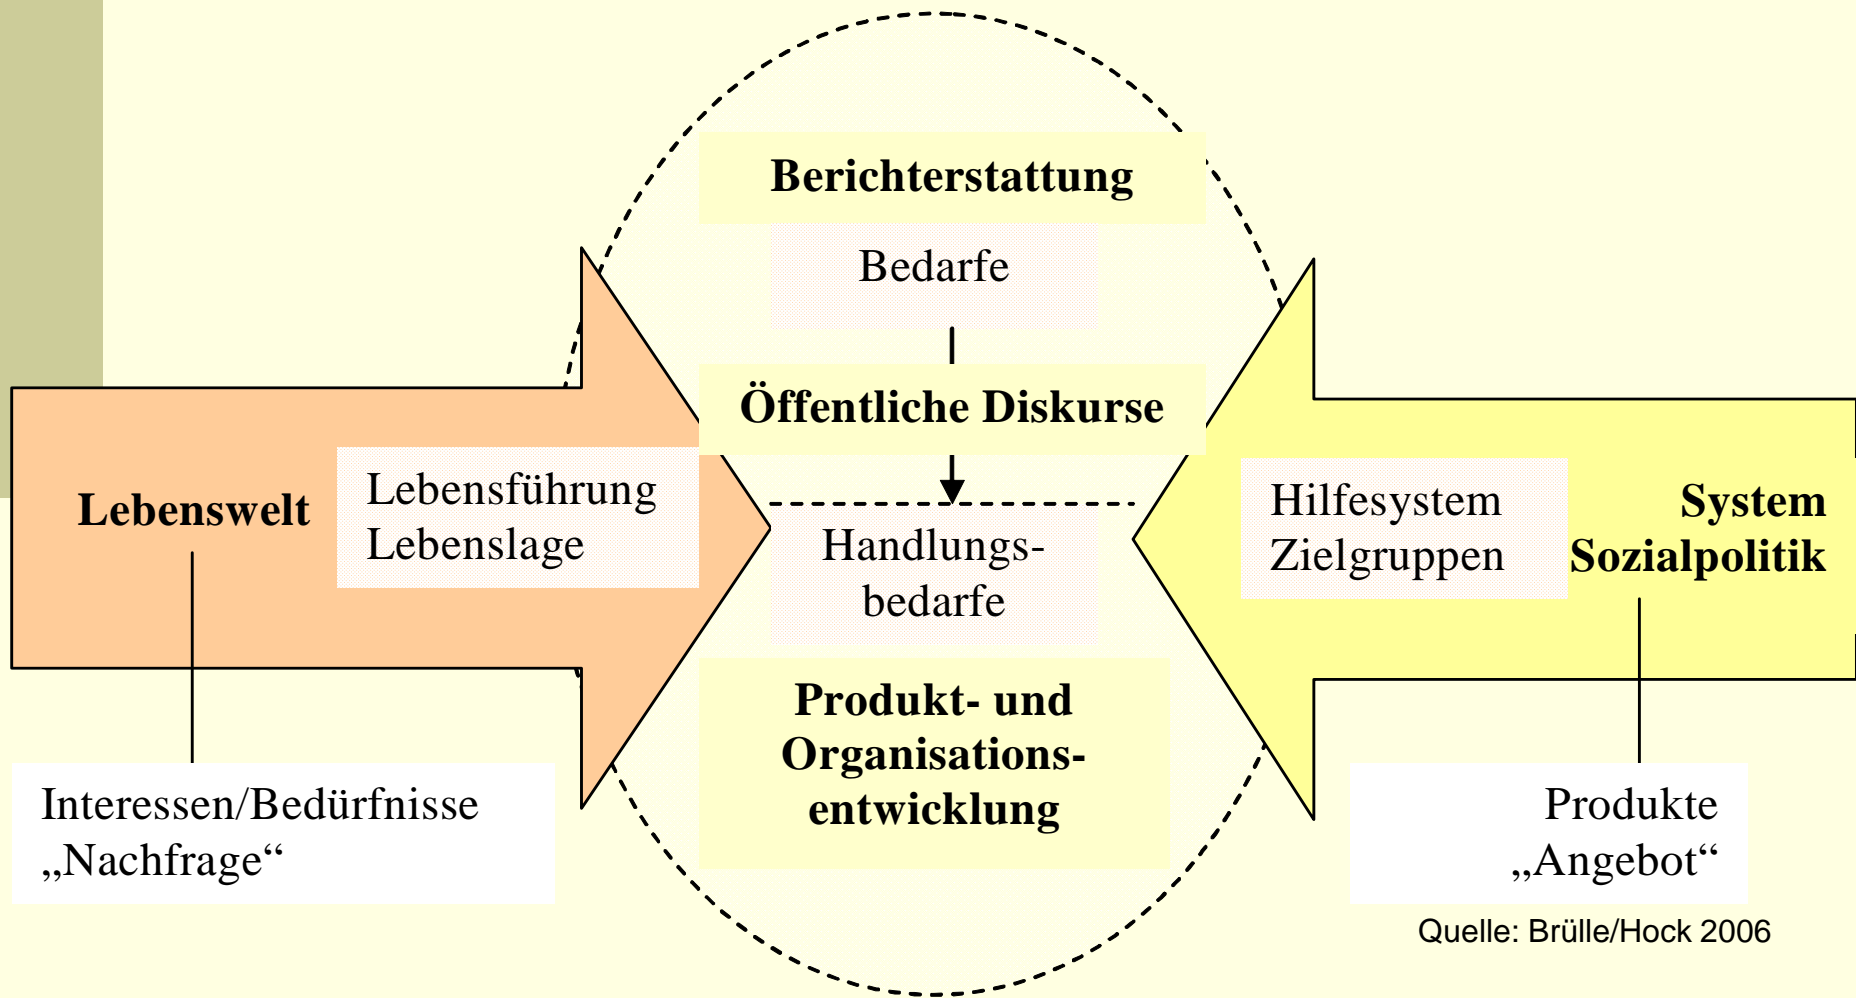 Berichterstattung
Bedarfe
Öffentliche Diskurse
Lebenswelt
Lebensführung
Lebenslage
Handlungs-
bedarfe
Hilfesystem
Zielgruppen
System
Sozialpolitik
Produkt- und
Organisations-
entwicklung
Interessen/Bedürfnisse
„Nachfrage“
Produkte
„Angebot“
Quelle: Brülle/Hock 2006